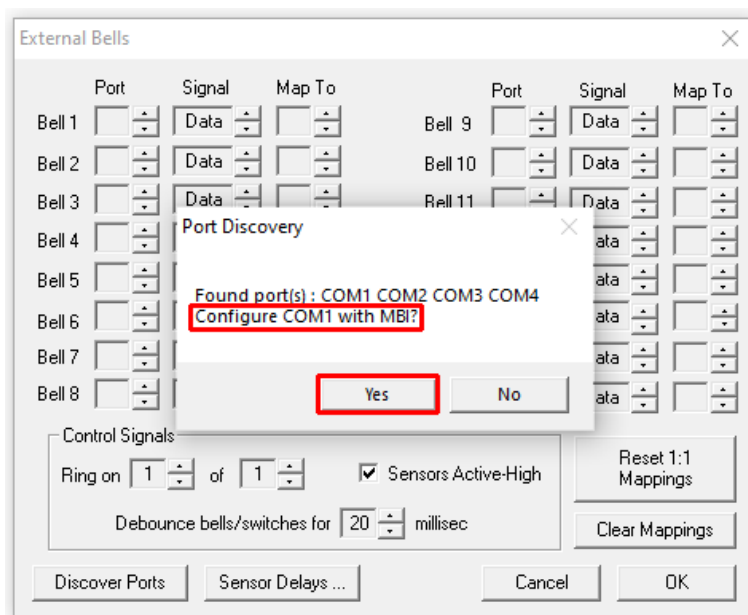 External Bells
Port Signal Map To Port Signal Map To
Bell 1 Data Bell 9 Data
Bell 2 Data Bell 10 Data
Bell 3 Data Bell 11 Data
Port Discovery
Bell 4 ata
Bell 5 ata
Found port(s) : COM1 COM2 COM3 COM4
Configure COM1 with MBI?
Bell 6 ata
Bell 7 ata
Yes No
Bell 8 ata
Control Signals
Ring on 1 of 1 Sensors Active-High
Debounce bells/switches for 20 millisec
Reset 1:1
Mappings
Clear Mappings
Discover Ports Sensor Delays ... Cancel OK